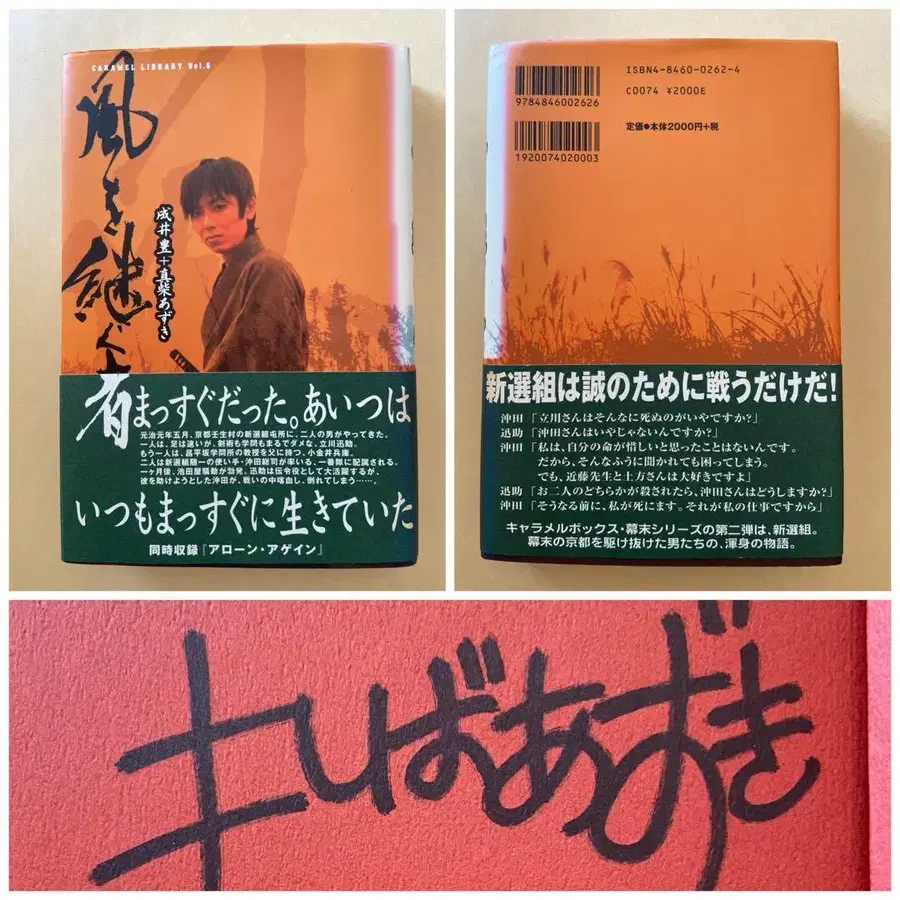 CARAMEL LIBRARY Vol.6
風を継ぐ者
成井豊+真柴あずき
まっすぐだった。あいつは
元治元年五月、京都壬生村の新選組屯所に、二人の男がやってきた。
一人は、足は速いが、剣術も学問もまるでダメな、立川迅助。
もう一人は、昌平坂学問所の教授を父に持つ、小金井兵庫。
二人は新選組随一の使い手・沖田総司が率いる、一番隊に配属される。
一ヶ月後、池田屋騒動が勃発。迅助は伝令役として大活躍するが、
彼を助けようとした沖田が、戦いの中喀血し、倒れてしまう……。
いつもまっすぐに生きていた
同時収録『アローン・アゲイン』
9784846002626
1920074020003
ISBN4-8460-0262-4
C0074 ¥2000E
定価●本体2000円+税
新選組は誠のために戦うだけだ!
沖田「立川さんはそんなに死ぬのがいやですか?」
迅助「沖田さんはいやじゃないんですか?」
沖田「私は、自分の命が惜しいと思ったことはないんです。
だから、そんなふうに聞かれても困ってしまう。
でも、近藤先生と土方さんは大好きですよ」
迅助「お二人のどちらかが殺されたら、沖田さんはどうしますか?」
沖田「そうなる前に、私が死にます。それが私の仕事ですから」
キャラメルボックス・幕末シリーズの第二弾は、新選組。
幕末の京都を駆け抜けた男たちの、渾身の物語。
ましばあずき